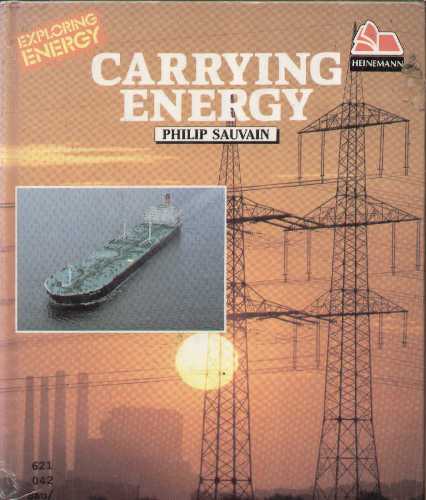 EXPLORING
ENERGY
HEINEMANN
CARRYING
ENERGY
PHILIP SAUVAIN
621
042